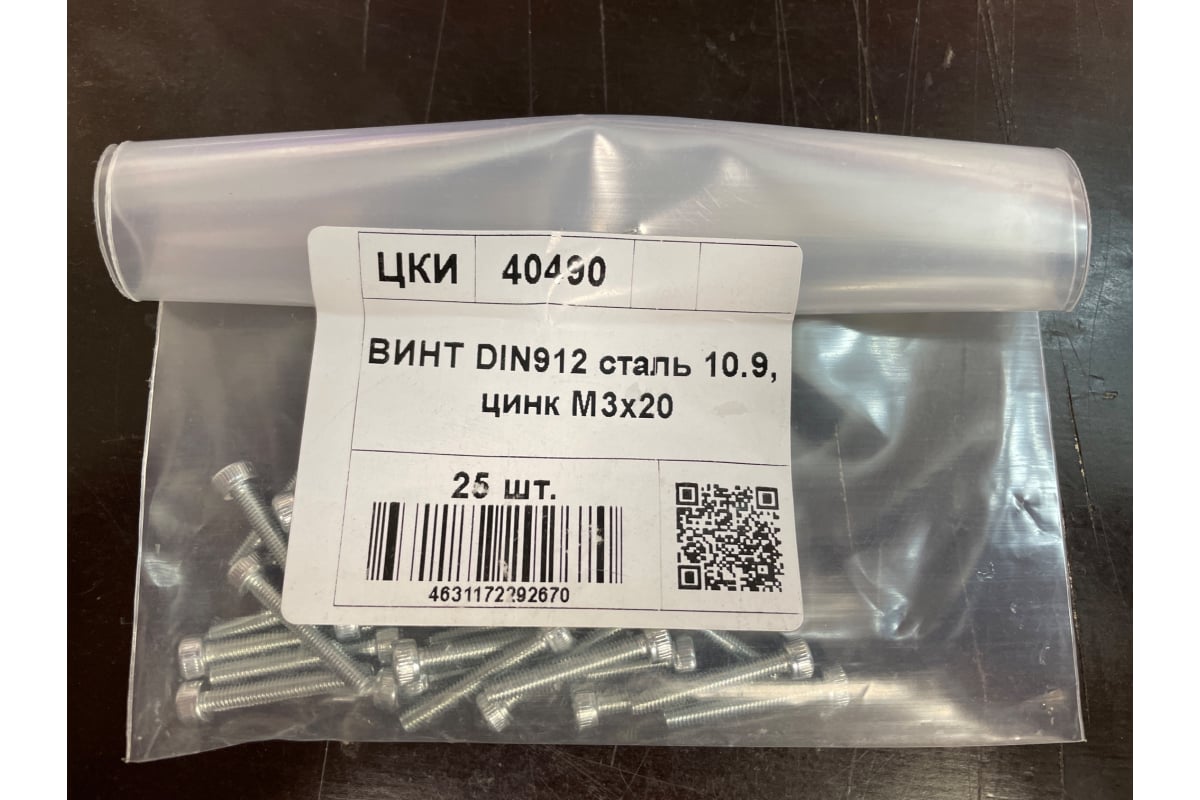 ЦКИ 40490
ВИНТ DIN912 сталь 10.9,
цинк М3х20
25 шт.
4631172292670